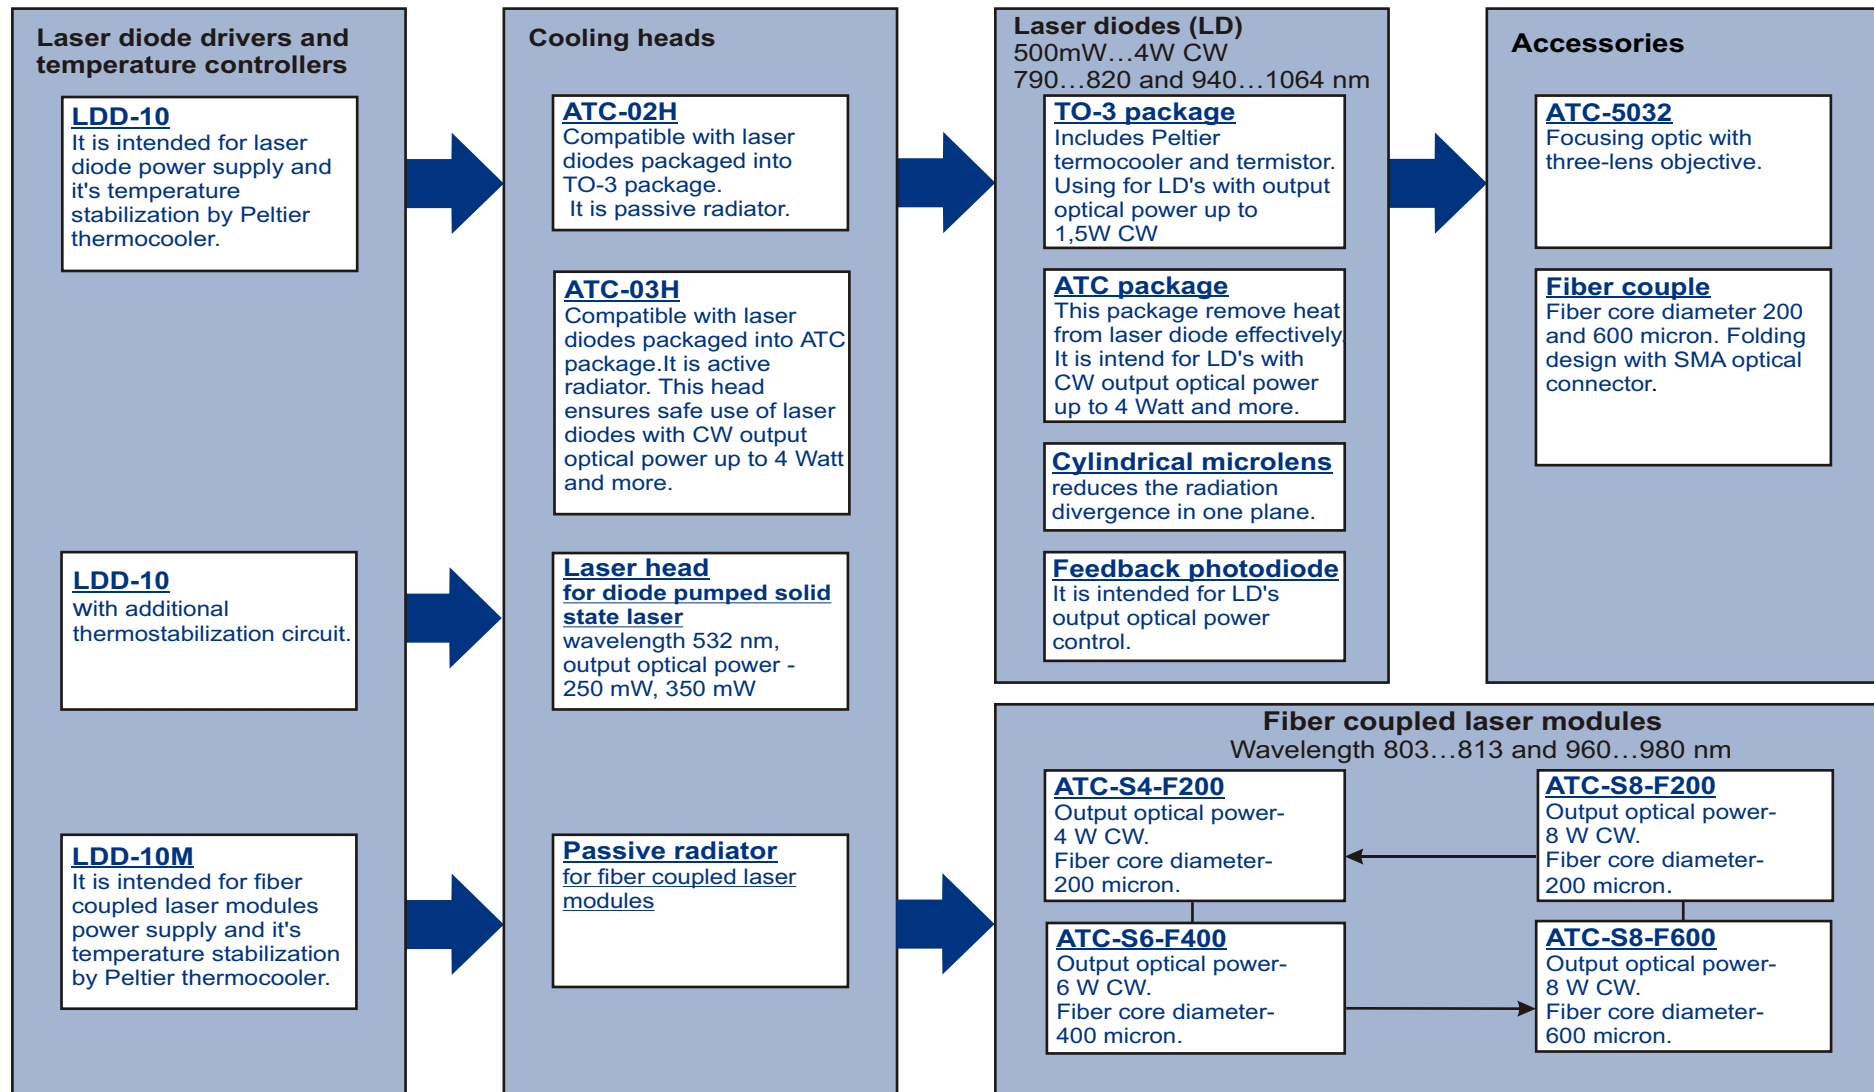 Laser diode drivers and
temperature controllers
LDD-10
It is intended for laser
diode power supply and
it's temperature
stabilization by Peltier
thermocooler.
LDD-10
with additional
thermostabilization circuit.
LDD-10M
It is intended for fiber
coupled laser modules
power supply and it's
temperature stabilization
by Peltier thermocooler.
Cooling heads
ATC-02H
Compatible with laser
diodes packaged into
TO-3 package.
It is passive radiator.
ATC-03H
Compatible with laser
diodes packaged into ATC
package.It is active
radiator. This head
ensures safe use of laser
diodes with CW output
optical power up to 4 Watt
and more.
Laser head
for diode pumped solid
state laser
wavelength 532 nm,
output optical power -
250 mW, 350 mW
Passive radiator
for fiber coupled laser
modules
Laser diodes (LD)
500mW…4W CW
790…820 and 940…1064 nm
TO-3 package
Includes Peltier
termocooler and termistor.
Using for LD's with output
optical power up to
1,5W CW
ATC package
This package remove heat
from laser diode effectively.
It is intend for LD's with
CW output optical power
up to 4 Watt and more.
Cylindrical microlens
reduces the radiation
divergence in one plane.
Feedback photodiode
It is intended for LD's
output optical power
control.
Accessories
ATC-5032
Focusing optic with
three-lens objective.
Fiber couple
Fiber core diameter 200
and 600 micron. Folding
design with SMA optical
connector.
Fiber coupled laser modules
Wavelength 803…813 and 960…980 nm
ATC-S4-F200
Output optical power-
4 W CW.
Fiber core diameter-
200 micron.
ATC-S8-F200
Output optical power-
8 W CW.
Fiber core diameter-
200 micron.
ATC-S6-F400
Output optical power-
6 W CW.
Fiber core diameter-
400 micron.
ATC-S8-F600
Output optical power-
8 W CW.
Fiber core diameter-
600 micron.